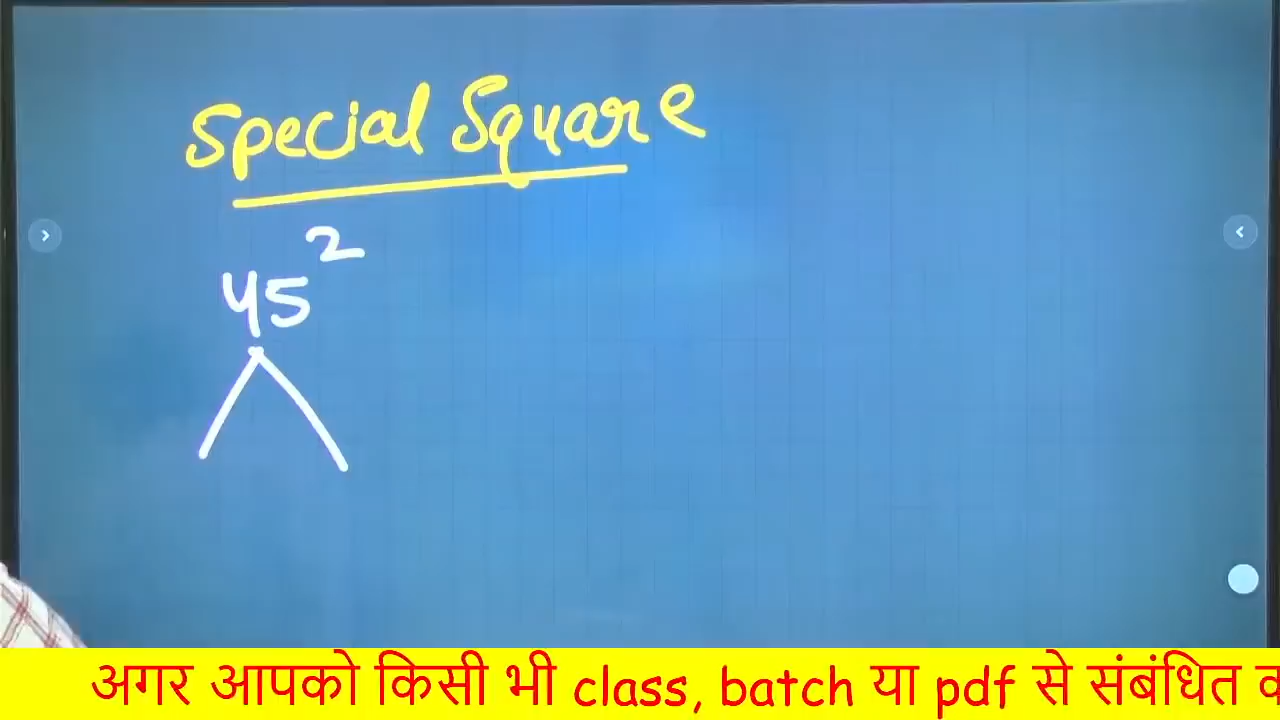 Special Square
45²
अगर आपको किसी भी class, batch या pdf से संबंधित